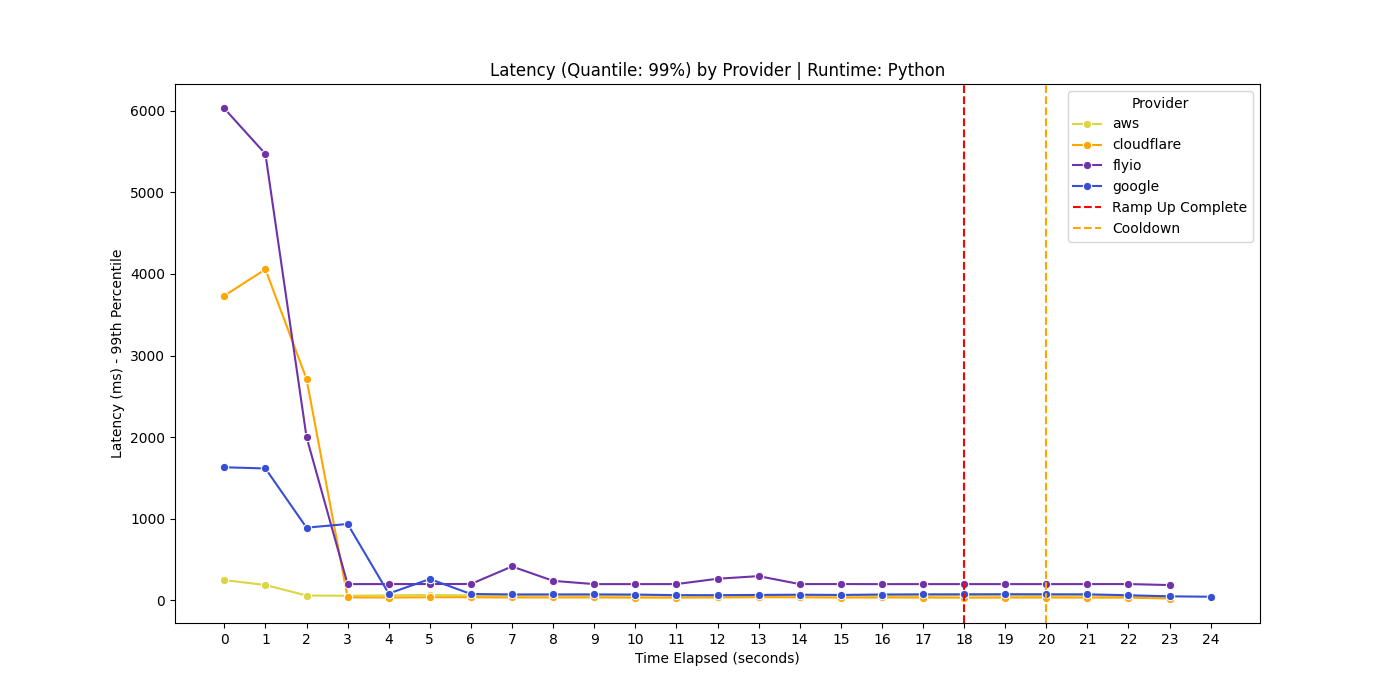 Latency (Quantile: 99%) by Provider | Runtime: Python
Latency (ms) - 99th Percentile
6000
5000
4000
3000
2000
1000
0
0 1 2 3 4 5 6 7 8 9 10 11 12 13 14 15 16 17 18 19 20 21 22 23 24
Time Elapsed (seconds)
Provider
aws
cloudflare
flyio
google
Ramp Up Complete
Cooldown